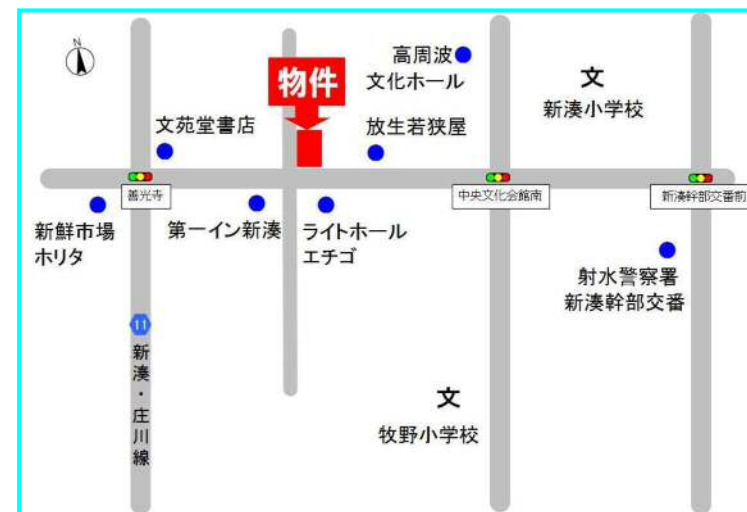 N
物件
高周波
文化ホール
文
新湊小学校
文苑堂書店
放生若狭屋
善光寺
中央文化会館南
新湊幹部交番前
新鮮市場
ホリタ
第一イン新湊
ライトホール
エチゴ
射水警察署
新湊幹部交番
11
新湊・庄川線
文
牧野小学校